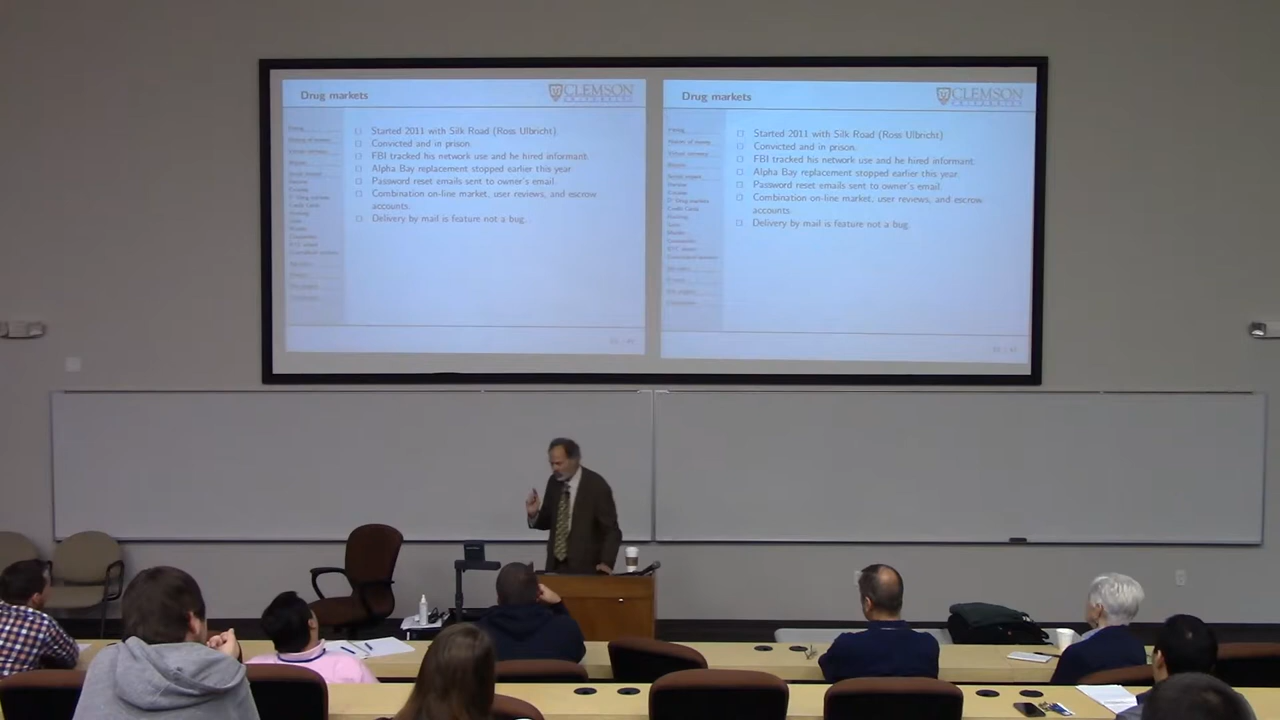 Drug markets
CLEMSON
UNIVERSITY
Started 2011 with Silk Road (Ross Ulbricht)
Convicted and in prison.
FBI tracked his network use and he hired informant.
Alpha Bay replacement stopped earlier this year.
Password reset emails sent to owner's email.
Combination on-line market, user reviews, and escrow
accounts.
Delivery by mail is feature not a bug.
Drug markets
CLEMSON
UNIVERSITY
Started 2011 with Silk Road (Ross Ulbricht)
Convicted and in prison.
FBI tracked his network use and he hired informant.
Alpha Bay replacement stopped earlier this year.
Password reset emails sent to owner's email.
Combination on-line market, user reviews, and escrow
accounts.
Delivery by mail is feature not a bug.